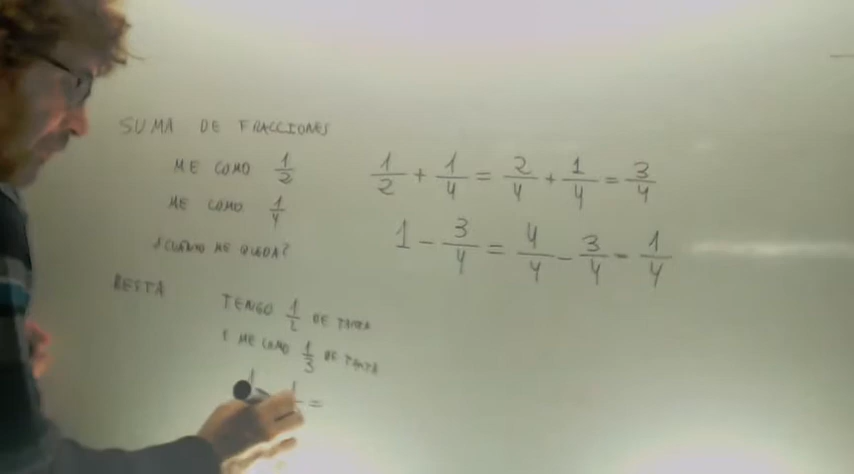 SUMA DE FRACCIONES
ME COMO 1/2
ME COMO 1/4
¿CUANTO ME QUEDA?
1/2 + 1/4 = 2/4 + 1/4 = 3/4
1 - 3/4 = 4/4 - 3/4 = 1/4
RESTA
TENGO 1/2 DE TARTA
Y ME COMO 1/3 DE TARTA
=